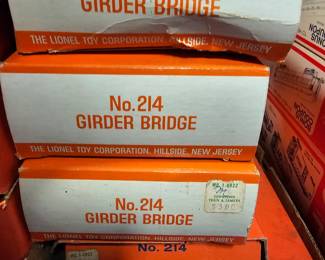 GIRDER BRIDGE
THE LIONEL TOY CORPORATION, HILLSIDE, NEW JERSEY
No.214
GIRDER BRIDGE
THE LIONEL TOY CORPORATION, HILLSIDE, NEW JERSEY
No.214
GIRDER BRIDGE
THE LIONEL TOY CORPORATION, HILLSIDE, NEW JERSEY
No. 214
COUPON